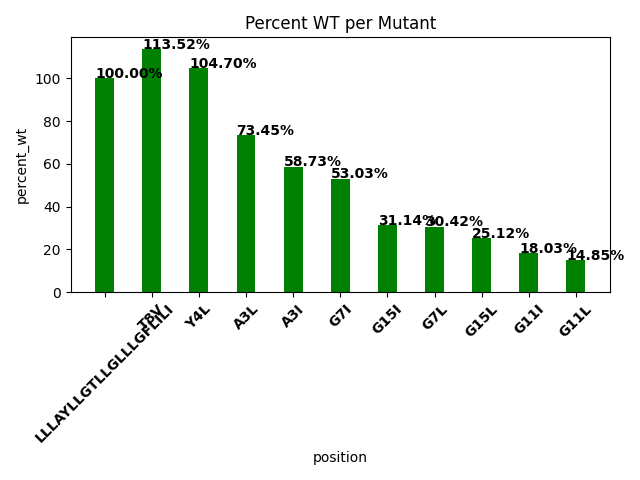 Percent WT per Mutant
113.52%
100.00%
104.70%
73.45%
58.73%
53.03%
31.14%
30.42%
25.12%
18.03%
14.85%
100
80
60
40
20
0
percent_wt
LLLAYLLGTLLGLLLGFLILI
T8V
Y4L
A3L
A3I
G7I
G15I
G7L
G15L
G11I
G11L
position